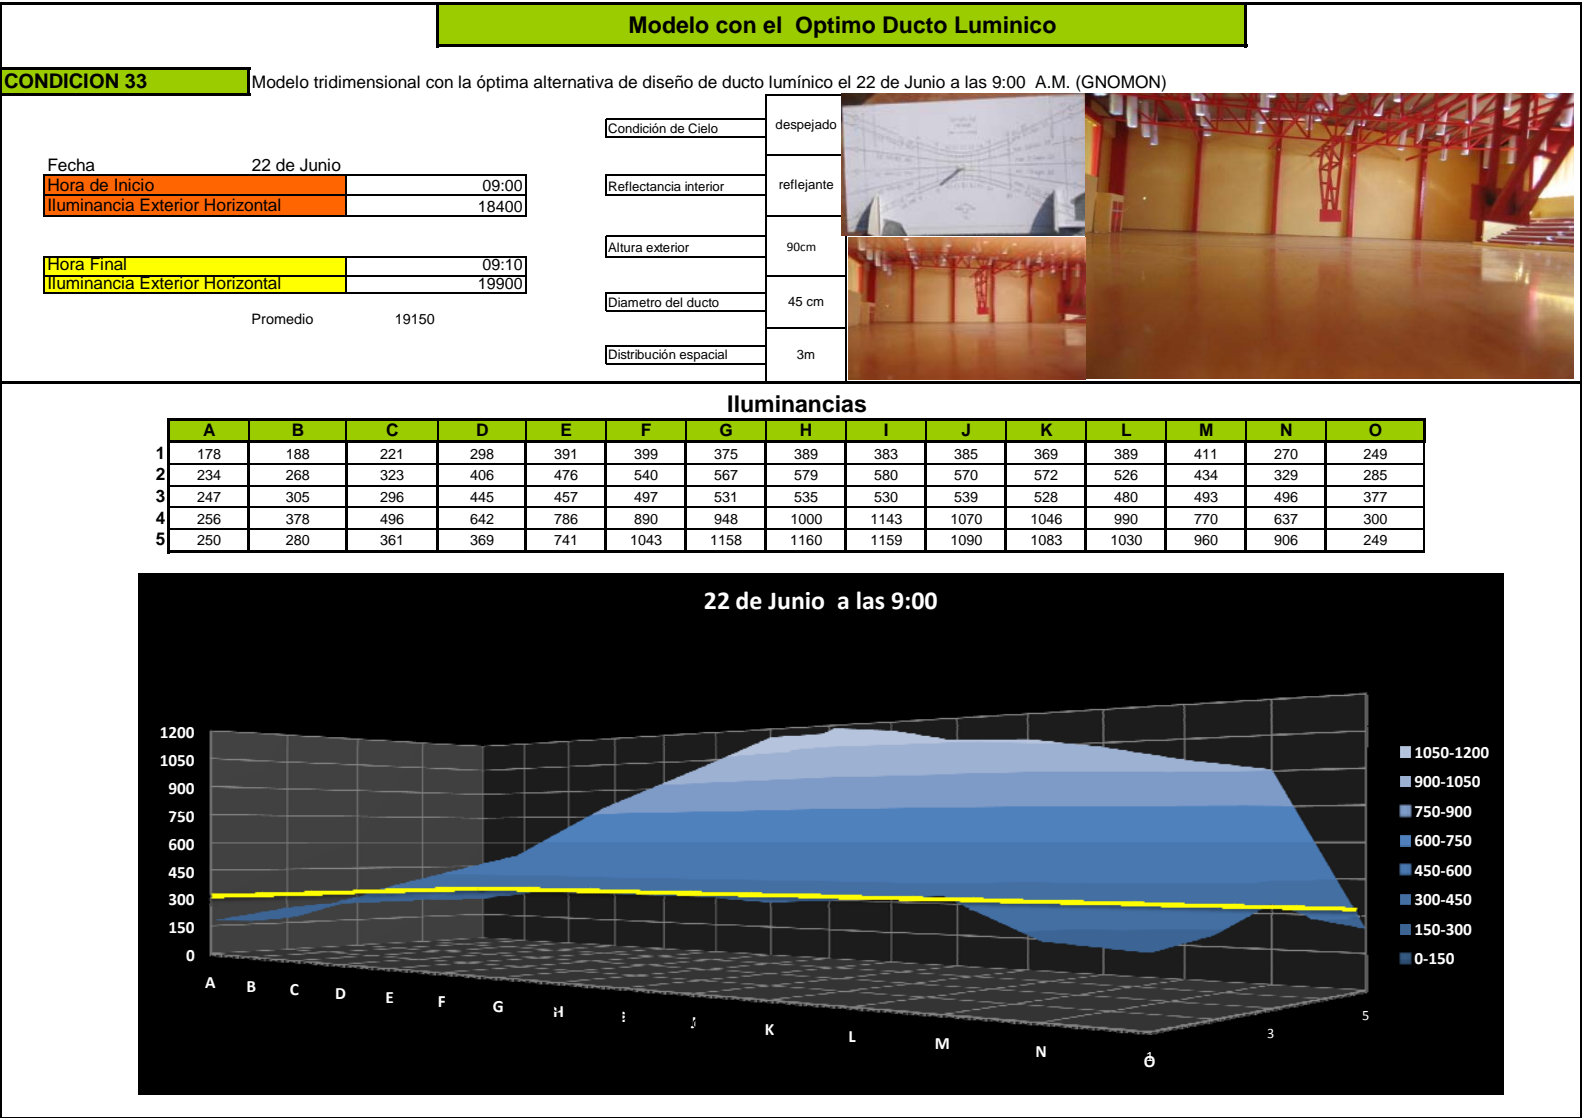 Modelo con el  Optimo Ducto Luminico
CONDICION 33 Modelo tridimensional con la óptima alternativa de diseño de ducto lumínico el 22 de Junio a las 9:00  A.M. (GNOMON)
Fecha 22 de Junio
Hora de Inicio 09:00
Iluminancia Exterior Horizontal 18400
Hora Final 09:10
Iluminancia Exterior Horizontal 19900
Promedio 19150
Condición de Cielo despejado
Reflectancia interior reflejante
Altura exterior 90cm
Diametro del ducto 45 cm
Distribución espacial 3m
Iluminancias
A B C D E F G H I J K L M N O
1 178 188 221 298 391 399 375 389 383 385 369 389 411 270 249
2 234 268 323 406 476 540 567 579 580 570 572 526 434 329 285
3 247 305 296 445 457 497 531 535 530 539 528 480 493 496 377
4 256 378 496 642 786 890 948 1000 1143 1070 1046 990 770 637 300
5 250 280 361 369 741 1043 1158 1160 1159 1090 1083 1030 960 906 249
22 de Junio  a las 9:00
1200
1050
900
750
600
450
300
150
0
A B C D E F G H I J K L M N O
1
3
5
1050-1200
900-1050
750-900
600-750
450-600
300-450
150-300
0-150